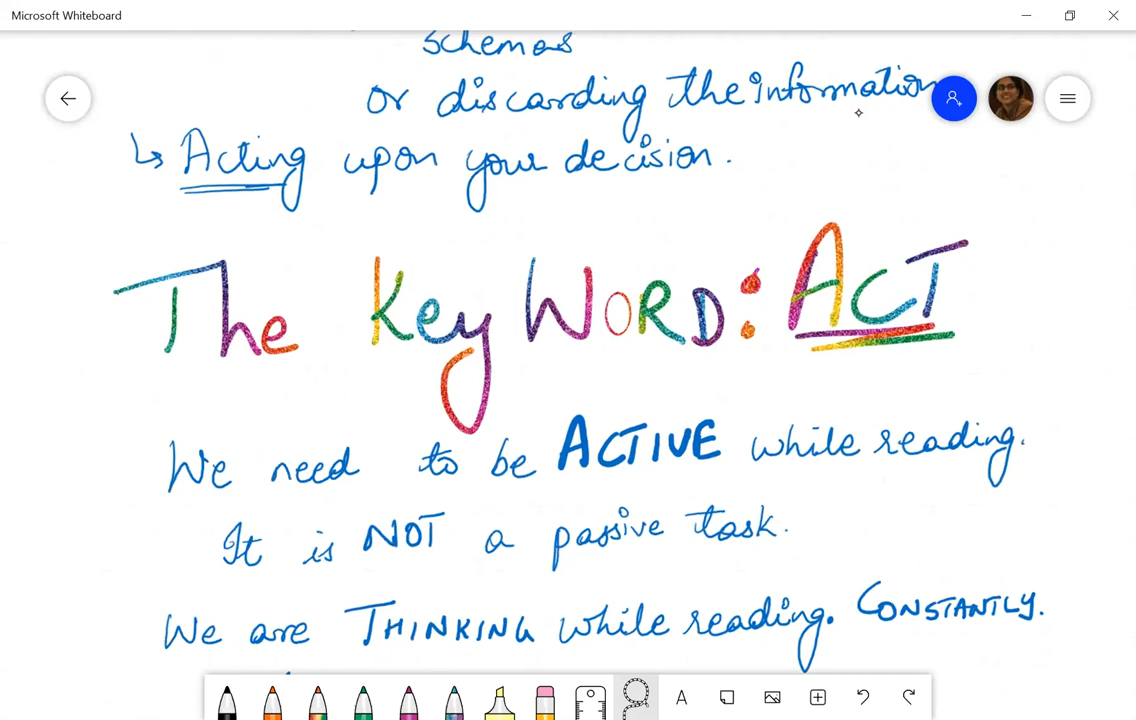 Microsoft Whiteboard
schemas
or discarding the information
↳ Acting upon your decision.
The Key WORD: ACT
We need to be ACTIVE while reading.
It is NOT a passive task.
We are THINKING while reading. CONSTANTLY.
A